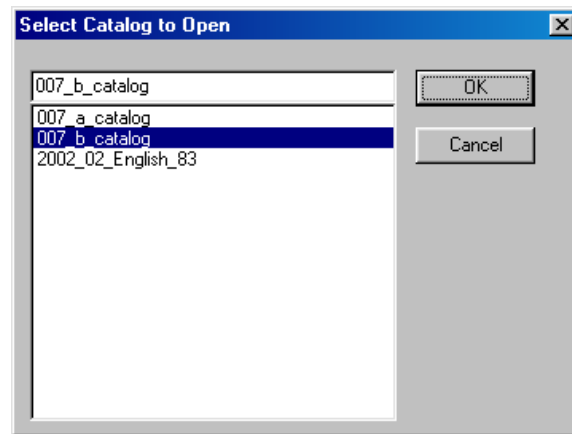 Select Catalog to Open
007_b_catalog
OK
007_a_catalog
007_b_catalog
Cancel
2002_02_English_83